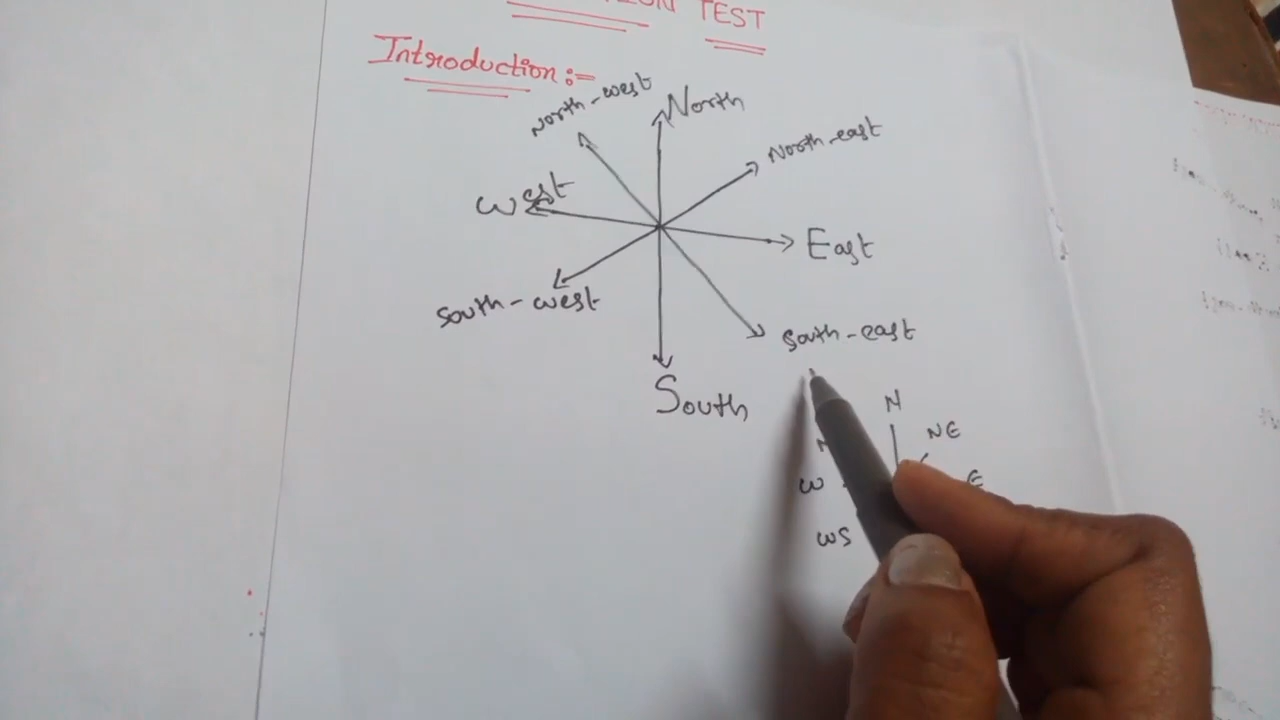 TEST
Introduction :-
North-west
North
North-east
West
East
South-west
South-east
South
N
NE
W
E
WS